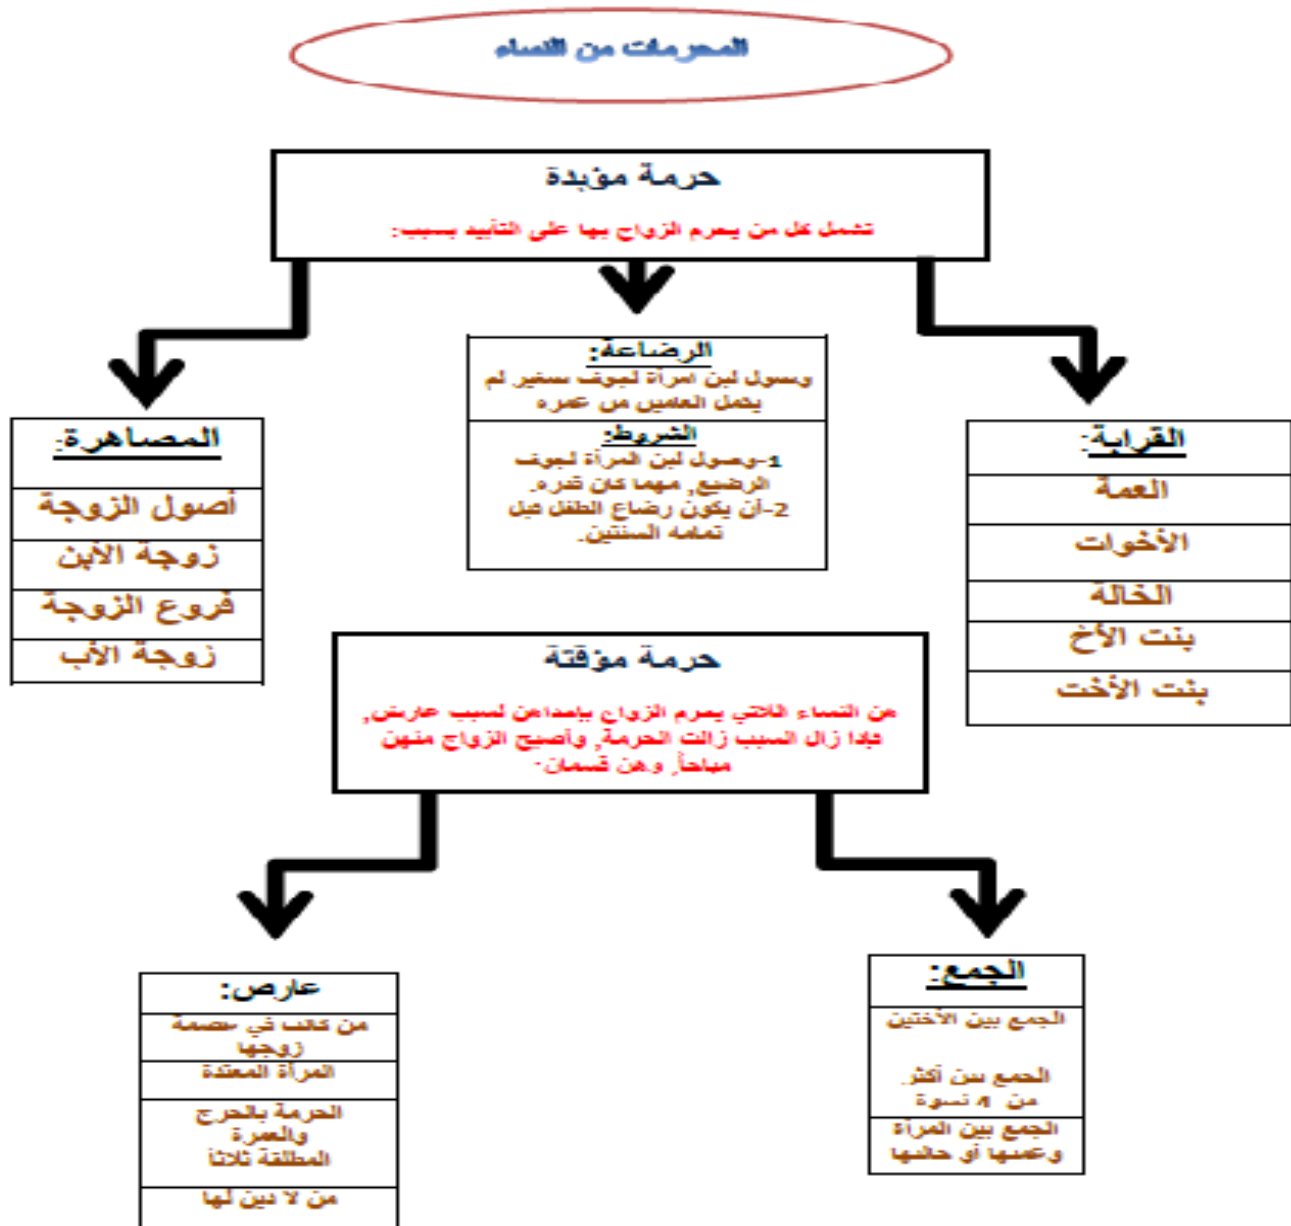 المحرمات من النساء
حرمة مؤبدة
تشمل كل من يحرم الزواج بها على التأبيد بسبب:
القرابة:
العمة
الأخوات
الخالة
بنت الأخ
بنت الأخت
الرضاعة:
وصول لبن امرأة لجوف صغير لم
يكمل العامين من عمره
الشروط:
1-وصول لبن المرأة لجوف
الرضيع, مهما كان قدره.
2-أن يكون رضاع الطفل قبل
تمامه السنتين.
المصاهرة:
أصول الزوجة
زوجة الأبن
فروع الزوجة
زوجة الأب
حرمة مؤقتة
هن النساء اللاتي يحرم الزواج بإحداهن لسبب عارض,
فإذا زال السبب زالت الحرمة, وأصبح الزواج منهن
مباحاً, وهن قسمان:
الجمع:
الجمع بين الأختين
الجمع بين أكثر
من 4 نسوة
الجمع بين المرأة
وعمتها أو خالتها
عارض:
من كانت في عصمة
زوجها
المرأة المعتدة
الحرمة بالحرج
والعمرة
المطلقة ثلاثاً
من لا دين لها